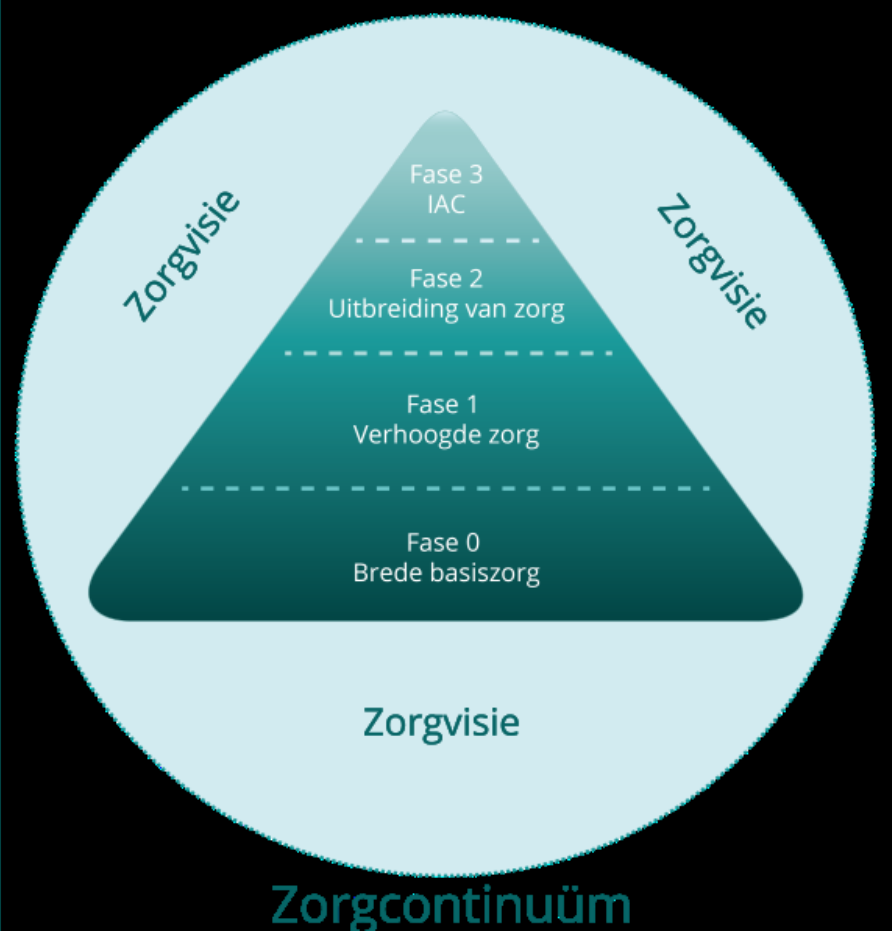 Fase 3
IAC
Zorgvisie
Zorgvisie
Fase 2
Uitbreiding van zorg
Fase 1
Verhoogde zorg
Fase 0
Brede basiszorg
Zorgvisie
Zorgcontinuüm